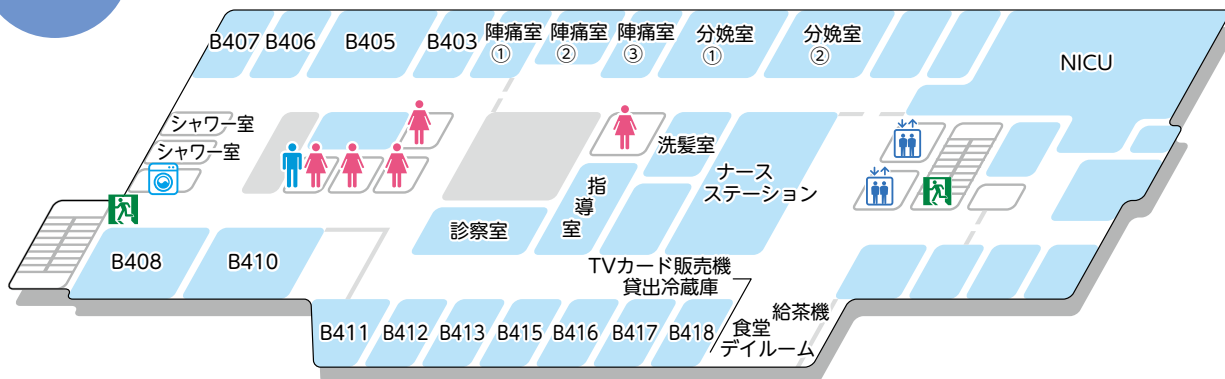 B407
B406
B405
B403
陣痛室
①
陣痛室
②
陣痛室
③
分娩室
①
分娩室
②
NICU
シャワー室
シャワー室
洗髪室
ナース
ステーション
指導室
診察室
B408
B410
TVカード販売機
貸出冷蔵庫
給茶機
食堂
デイルーム
B411
B412
B413
B415
B416
B417
B418